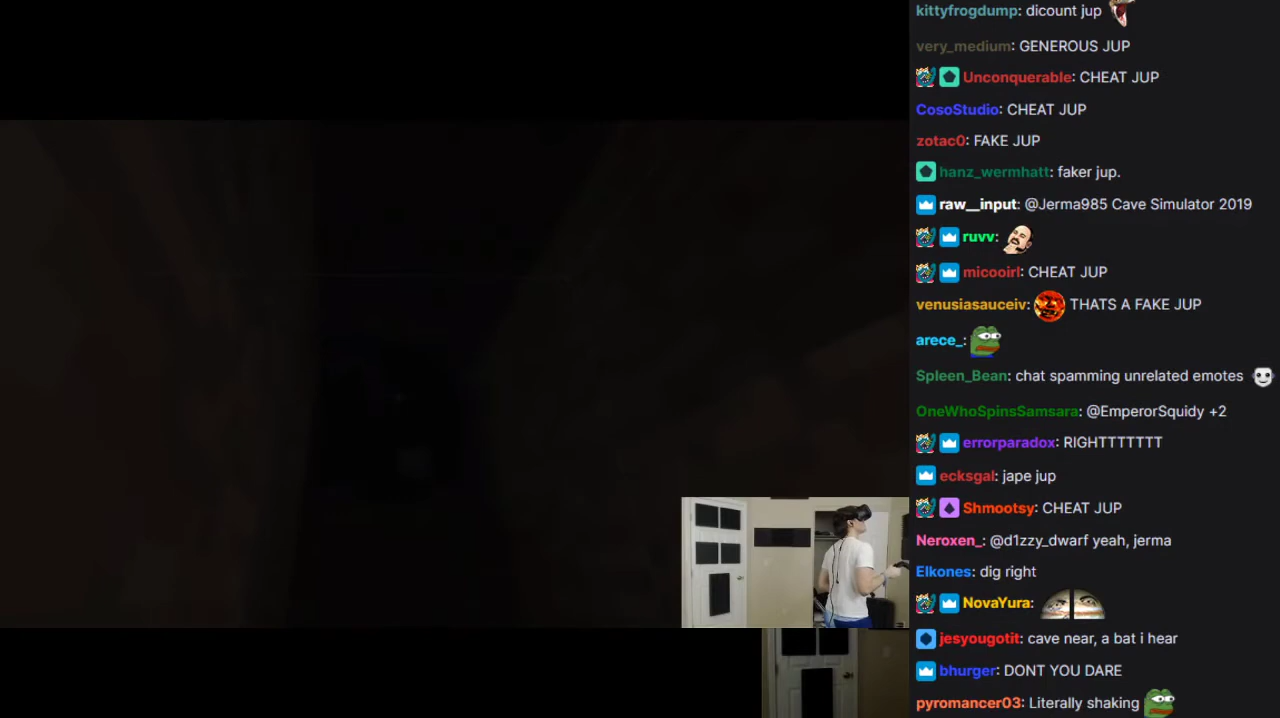 kittyfrogdump: dicount jup
very_medium: GENEROUS JUP
Unconquerable: CHEAT JUP
CosoStudio: CHEAT JUP
zotac0: FAKE JUP
hanz_wermhatt: faker jup.
raw__input: @Jerma985 Cave Simulator 2019
ruvv:
micooirl: CHEAT JUP
venusiasauceiv: THATS A FAKE JUP
arece_:
Spleen_Bean: chat spamming unrelated emotes
OneWhoSpinsSamsara: @EmperorSquidy +2
errorparadox: RIGHTTTTTTT
ecksgal: jape jup
Shmootsy: CHEAT JUP
Neroxen_: @d1zzy_dwarf yeah, jerma
Elkones: dig right
NovaYura:
jesyougotit: cave near, a bat i hear
bhurger: DONT YOU DARE
pyromancer03: Literally shaking